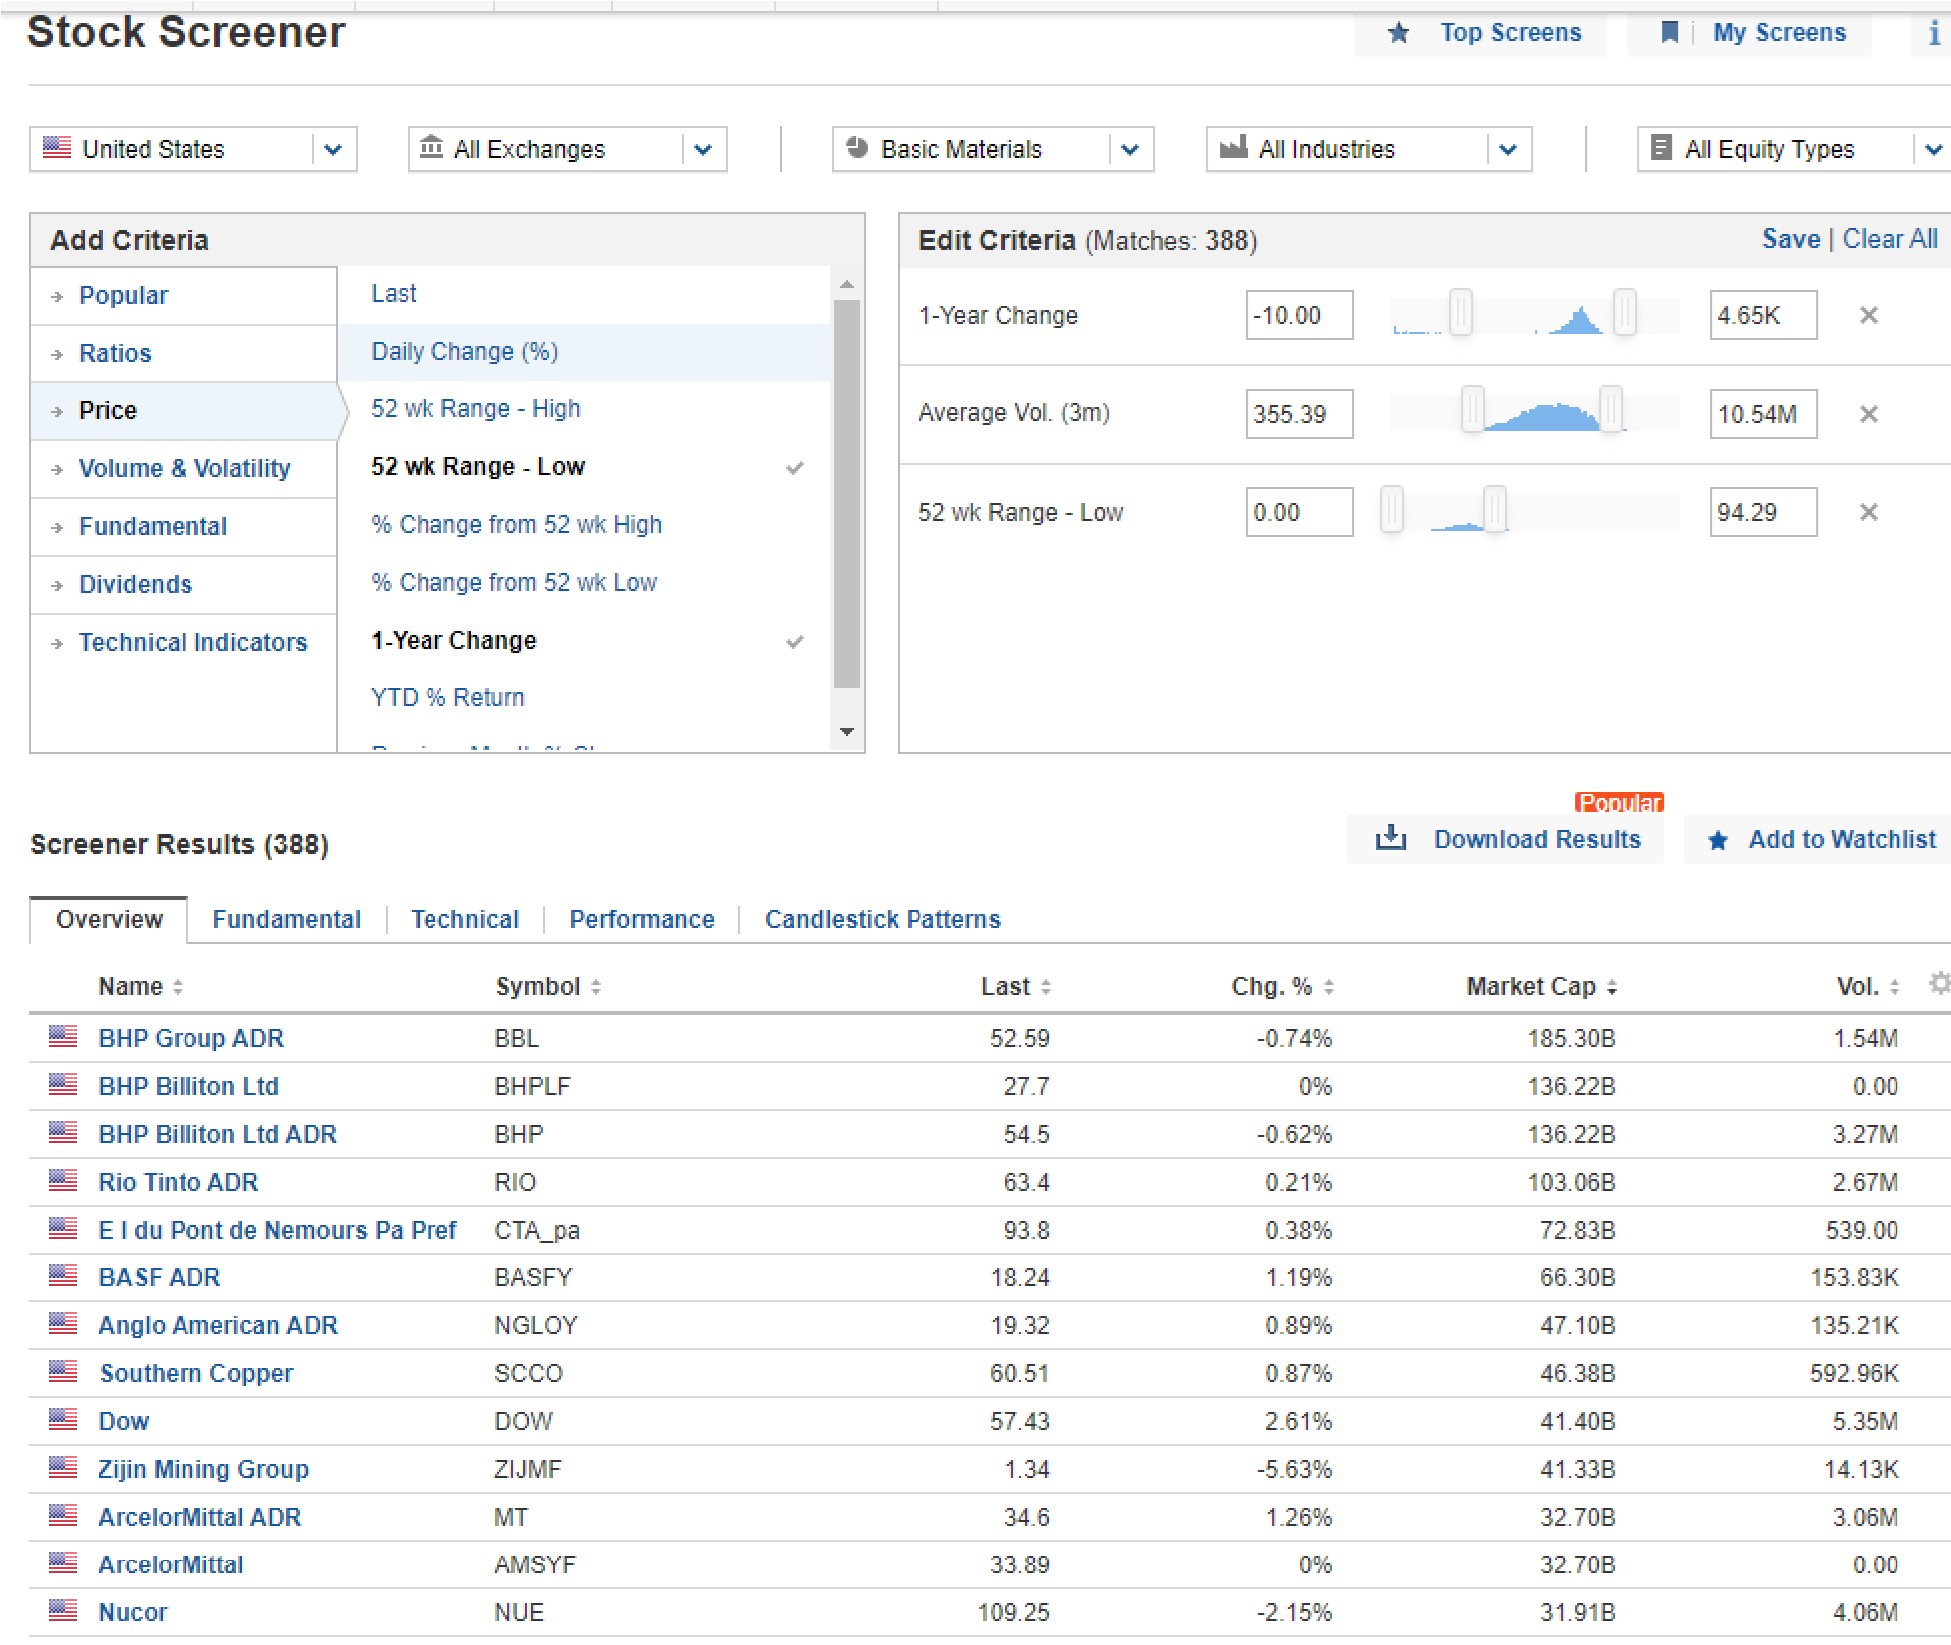 Stock Screener
Top Screens
My Screens
i
United States
All Exchanges
Basic Materials
All Industries
All Equity Types
Add Criteria
Popular
Ratios
Price
Volume & Volatility
Fundamental
Dividends
Technical Indicators
Last
Daily Change (%)
52 wk Range - High
52 wk Range - Low
% Change from 52 wk High
% Change from 52 wk Low
1-Year Change
YTD % Return
Edit Criteria (Matches: 388)
Save | Clear All
1-Year Change -10.00 4.65K
Average Vol. (3m) 355.39 10.54M
52 wk Range - Low 0.00 94.29
Screener Results (388)
Popular
Download Results
Add to Watchlist
Overview Fundamental Technical Performance Candlestick Patterns
Name Symbol Last Chg. % Market Cap Vol.
BHP Group ADR BBL 52.59 -0.74% 185.30B 1.54M
BHP Billiton Ltd BHPLF 27.7 0% 136.22B 0.00
BHP Billiton Ltd ADR BHP 54.5 -0.62% 136.22B 3.27M
Rio Tinto ADR RIO 63.4 0.21% 103.06B 2.67M
E I du Pont de Nemours Pa Pref CTA_pa 93.8 0.38% 72.83B 539.00
BASF ADR BASFY 18.24 1.19% 66.30B 153.83K
Anglo American ADR NGLOY 19.32 0.89% 47.10B 135.21K
Southern Copper SCCO 60.51 0.87% 46.38B 592.96K
Dow DOW 57.43 2.61% 41.40B 5.35M
Zijin Mining Group ZIJMF 1.34 -5.63% 41.33B 14.13K
ArcelorMittal ADR MT 34.6 1.26% 32.70B 3.06M
ArcelorMittal AMSYF 33.89 0% 32.70B 0.00
Nucor NUE 109.25 -2.15% 31.91B 4.06M